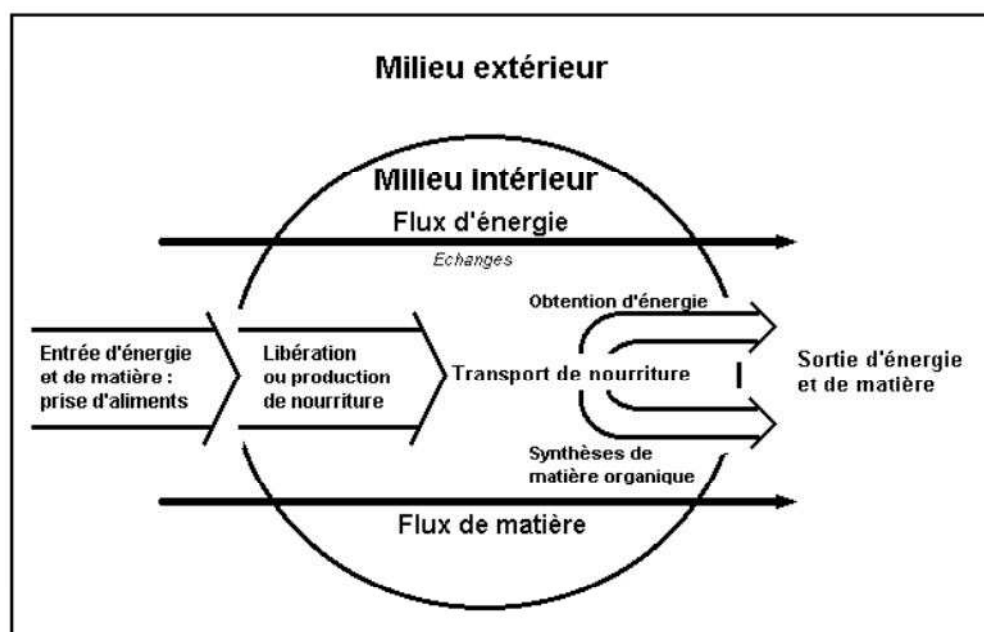 Milieu extérieur
Milieu intérieur
Flux d'énergie
Echanges
Obtention d'énergie
Entrée d'énergie
et de matière :
prise d'aliments
Libération
ou production
de nourriture
Transport de nourriture
Sortie d'énergie
et de matière
Synthèses de
matière organique
Flux de matière